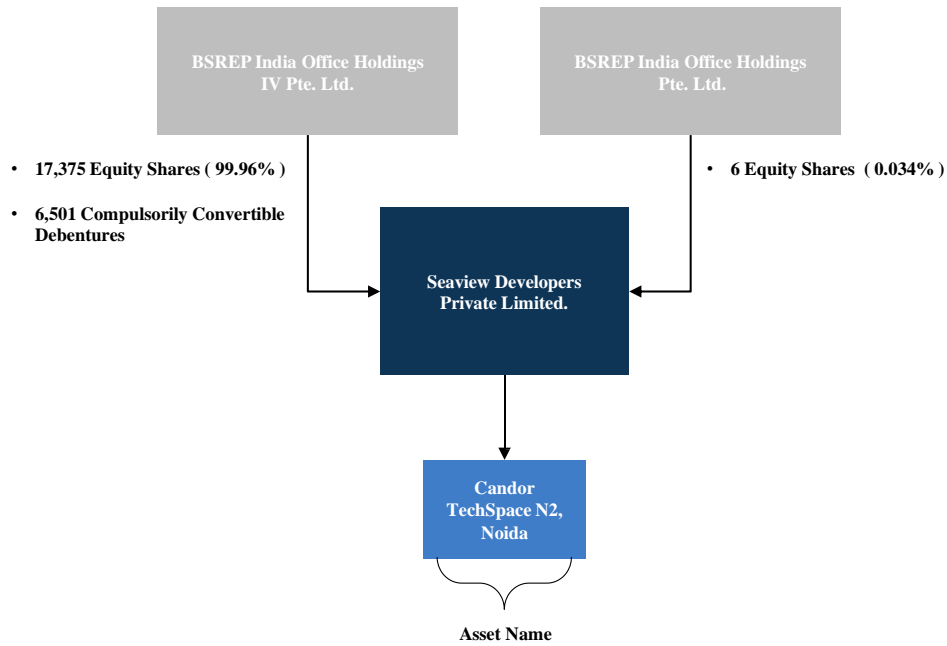 BSREP India Office Holdings
IV Pte. Ltd.
BSREP India Office Holdings
Pte. Ltd.
• 17,375 Equity Shares ( 99.96% )
• 6,501 Compulsorily Convertible
Debentures
• 6 Equity Shares ( 0.034% )
Seaview Developers
Private Limited.
Candor
TechSpace N2,
Noida
Asset Name